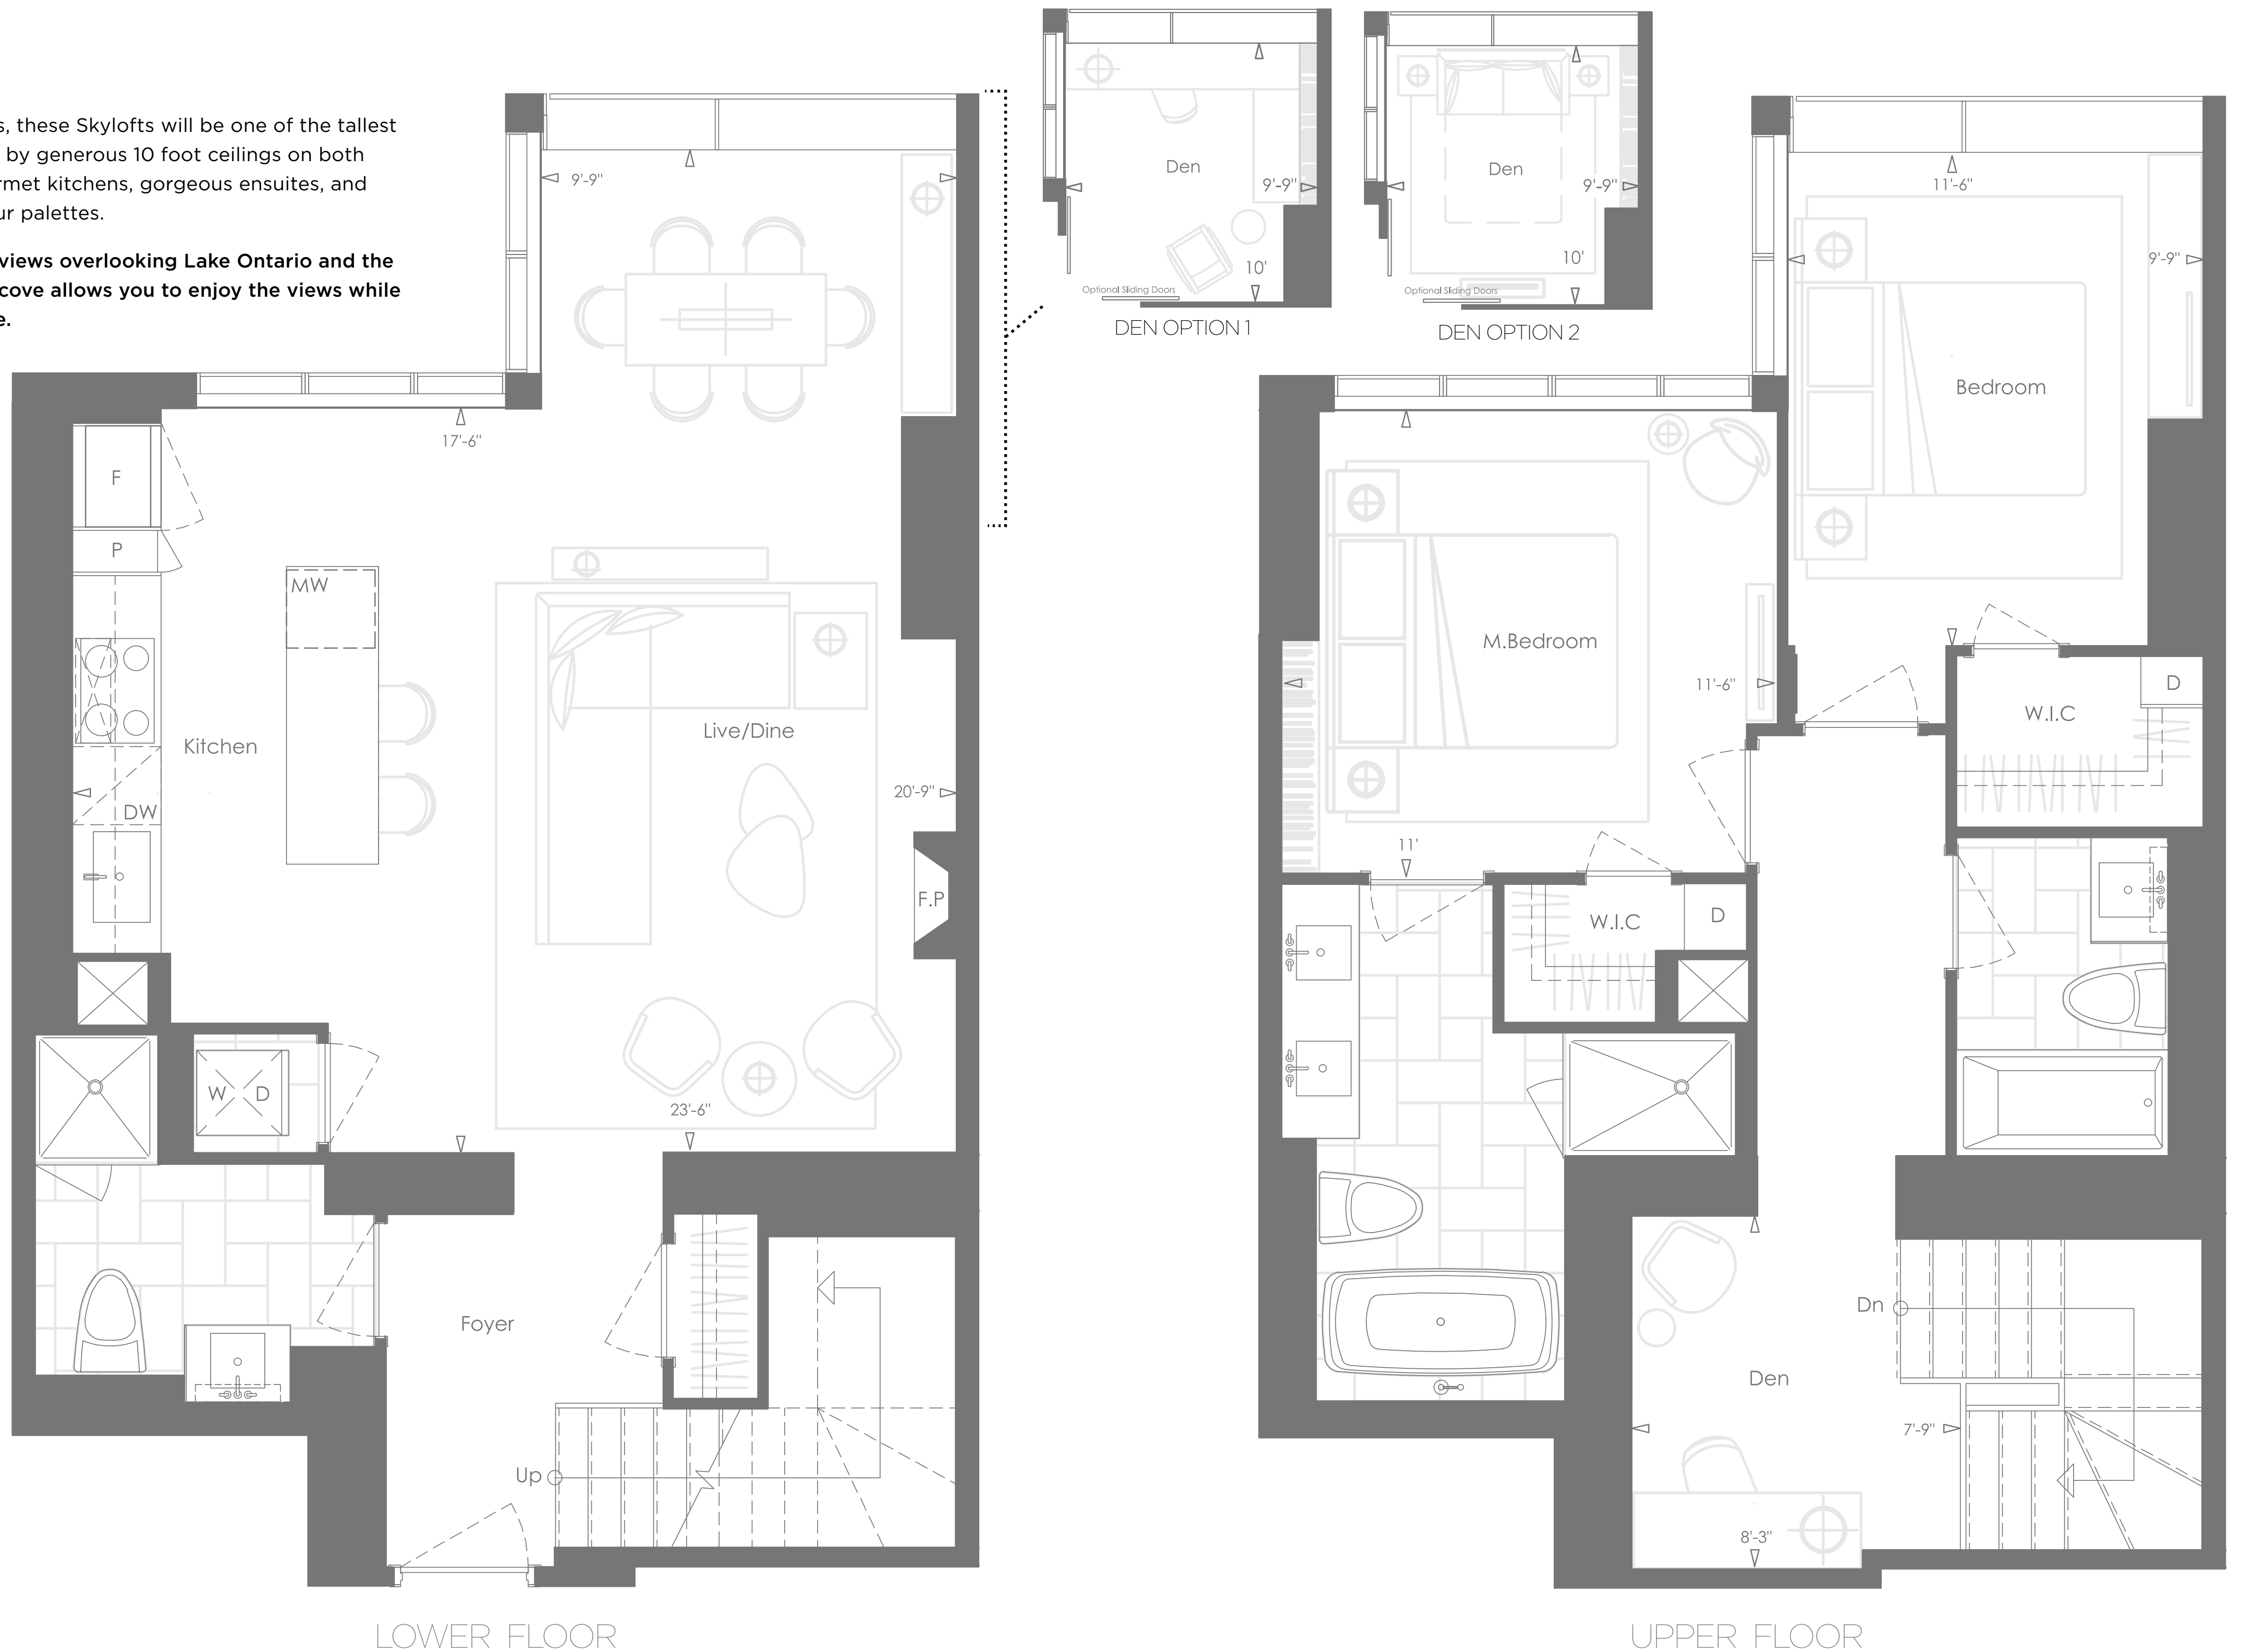 s, these Skylofts will be one of the tallest
by generous 10 foot ceilings on both
rmet kitchens, gorgeous ensuites, and
ur palettes.
views overlooking Lake Ontario and the
cove allows you to enjoy the views while
e.
9'-9"
17'-6"
F
P
MW
Kitchen
Live/Dine
DW
20'-9"
F.P
W D
23'-6"
Foyer
Up
LOWER FLOOR
Den
9'-9"
10'
Optional Sliding Doors
DEN OPTION 1
Den
9'-9"
10'
Optional Sliding Doors
DEN OPTION 2
11'-6"
9'-9"
Bedroom
M.Bedroom
11'-6"
D
W.I.C
11'
W.I.C
D
Dn
Den
7'-9"
8'-3"
UPPER FLOOR